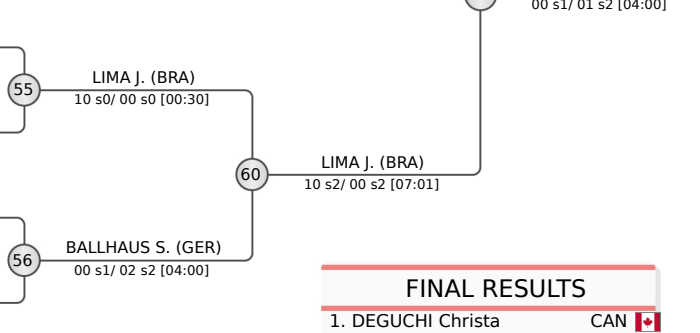 00 s1/ 01 s2 [04:00]
55
LIMA J. (BRA)
10 s0/ 00 s0 [00:30]
60
LIMA J. (BRA)
10 s2/ 00 s2 [07:01]
56
BALLHAUS S. (GER)
00 s1/ 02 s2 [04:00]
FINAL RESULTS
1. DEGUCHI Christa CAN